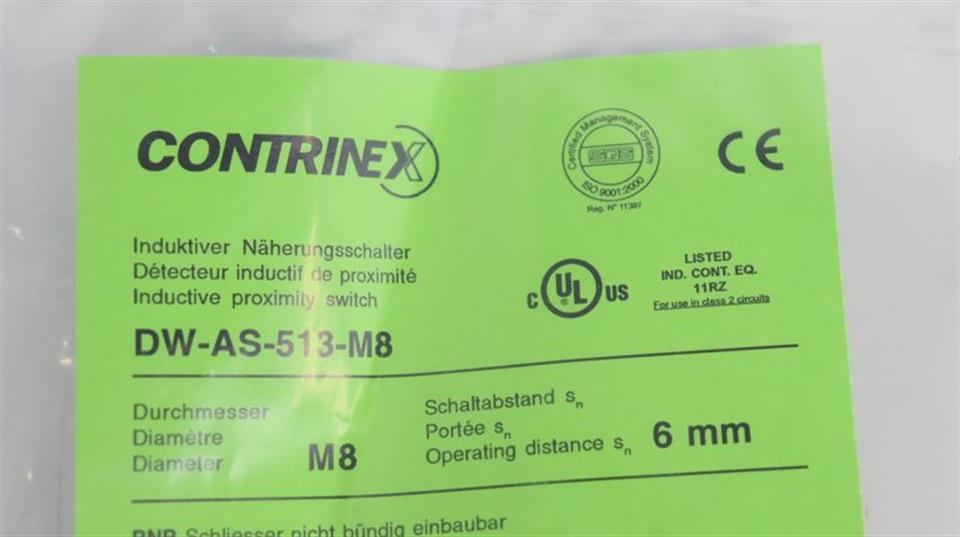 CONTRINEX
Certified Management System
SGS
ISO 9001:2000
Reg. N° 11397
CE
Induktiver Näherungsschalter
Détecteur inductif de proximité
Inductive proximity switch
DW-AS-513-M8
C UL® US
LISTED
IND. CONT. EQ.
11RZ
For use in class 2 circuits
Durchmesser
Diamètre
Diameter
M8
Schaltabstand sn
Portée sn
Operating distance sn
6 mm
PNP Schliesser nicht bündig einbaubar